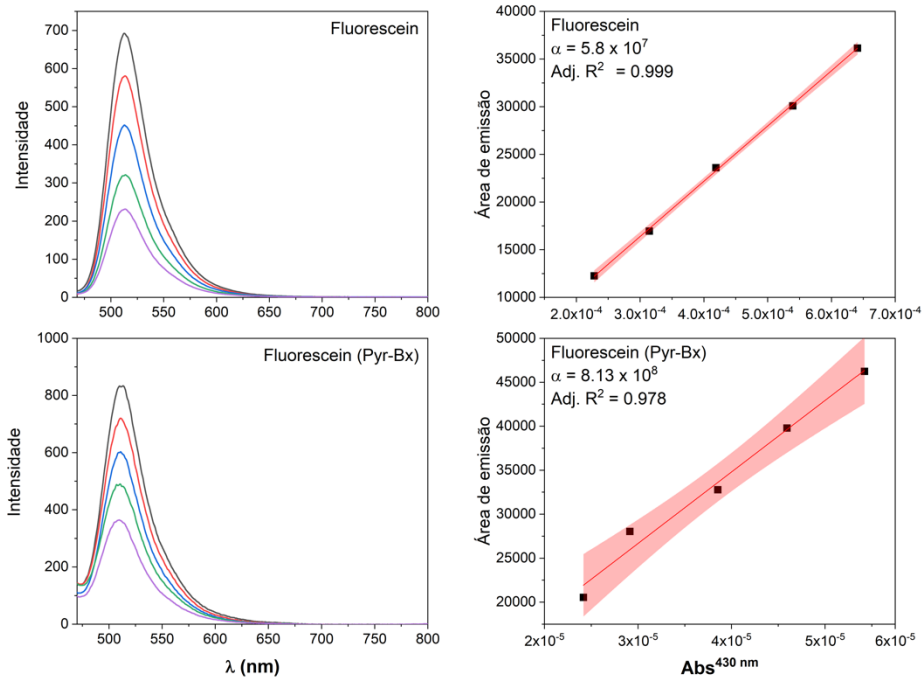 Fluorescein
700
600
500
400
300
200
100
0
Intensidade
500 550 600 650 700 750 800
Fluorescein
α = 5.8 x 10⁷
Adj. R² = 0.999
40000
35000
30000
25000
20000
15000
10000
Área de emissão
2.0x10⁻⁴ 3.0x10⁻⁴ 4.0x10⁻⁴ 5.0x10⁻⁴ 6.0x10⁻⁴ 7.0x10⁻⁴
Fluorescein (Pyr-Bx)
1000
800
600
400
200
0
Intensidade
500 550 600 650 700 750 800
λ (nm)
Fluorescein (Pyr-Bx)
α = 8.13 x 10⁸
Adj. R² = 0.978
50000
45000
40000
35000
30000
25000
20000
Área de emissão
2x10⁻⁵ 3x10⁻⁵ 4x10⁻⁵ 5x10⁻⁵ 6x10⁻⁵
Abs⁴³⁰ ⁿᵐ